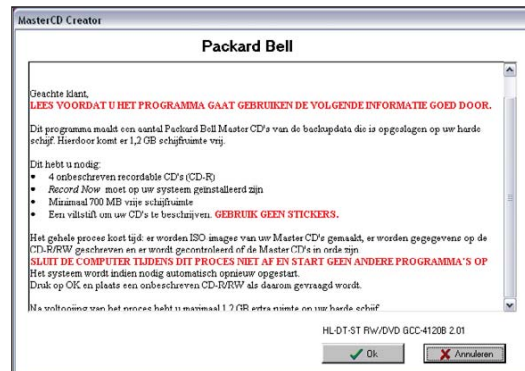 MasterCD Creator
Packard Bell
Geachte klant,
LEES VOORDAT U HET PROGRAMMA GAAT GEBRUIKEN DE VOLGENDE INFORMATIE GOED DOOR.
Dit programma maakt een aantal Packard Bell Master CD's van de backupdata die is opgeslagen op uw harde
schijf. Hierdoor komt er 1,2 GB schijfruimte vrij.
Dit hebt u nodig:
• 4 onbeschreven recordable CD's (CD-R)
• Record Now moet op uw systeem geïnstalleerd zijn
• Minimaal 700 MB vrije schijfruimte
• Een viltstift om uw CD's te beschrijven. GEBRUIK GEEN STICKERS.
Het gehele proces kost tijd: er worden ISO images van uw Master CD's gemaakt, er worden gegevens op de
CD-R/RW geschreven en er wordt gecontroleerd of de Master CD's in orde zijn.
SLUIT DE COMPUTER TIJDENS DIT PROCES NIET AF EN START GEEN ANDERE PROGRAMMA'S OP
Het systeem wordt indien nodig automatisch opnieuw opgestart.
Druk op OK en plaats een onbeschreven CD-R/RW als daarom gevraagd wordt.
Na voltooiing van het proces hebt u maximaal 1,2 GB extra ruimte op uw harde schijf.
HL-DT-ST RW/DVD GCC-4120B 2.01
Ok
Annuleren